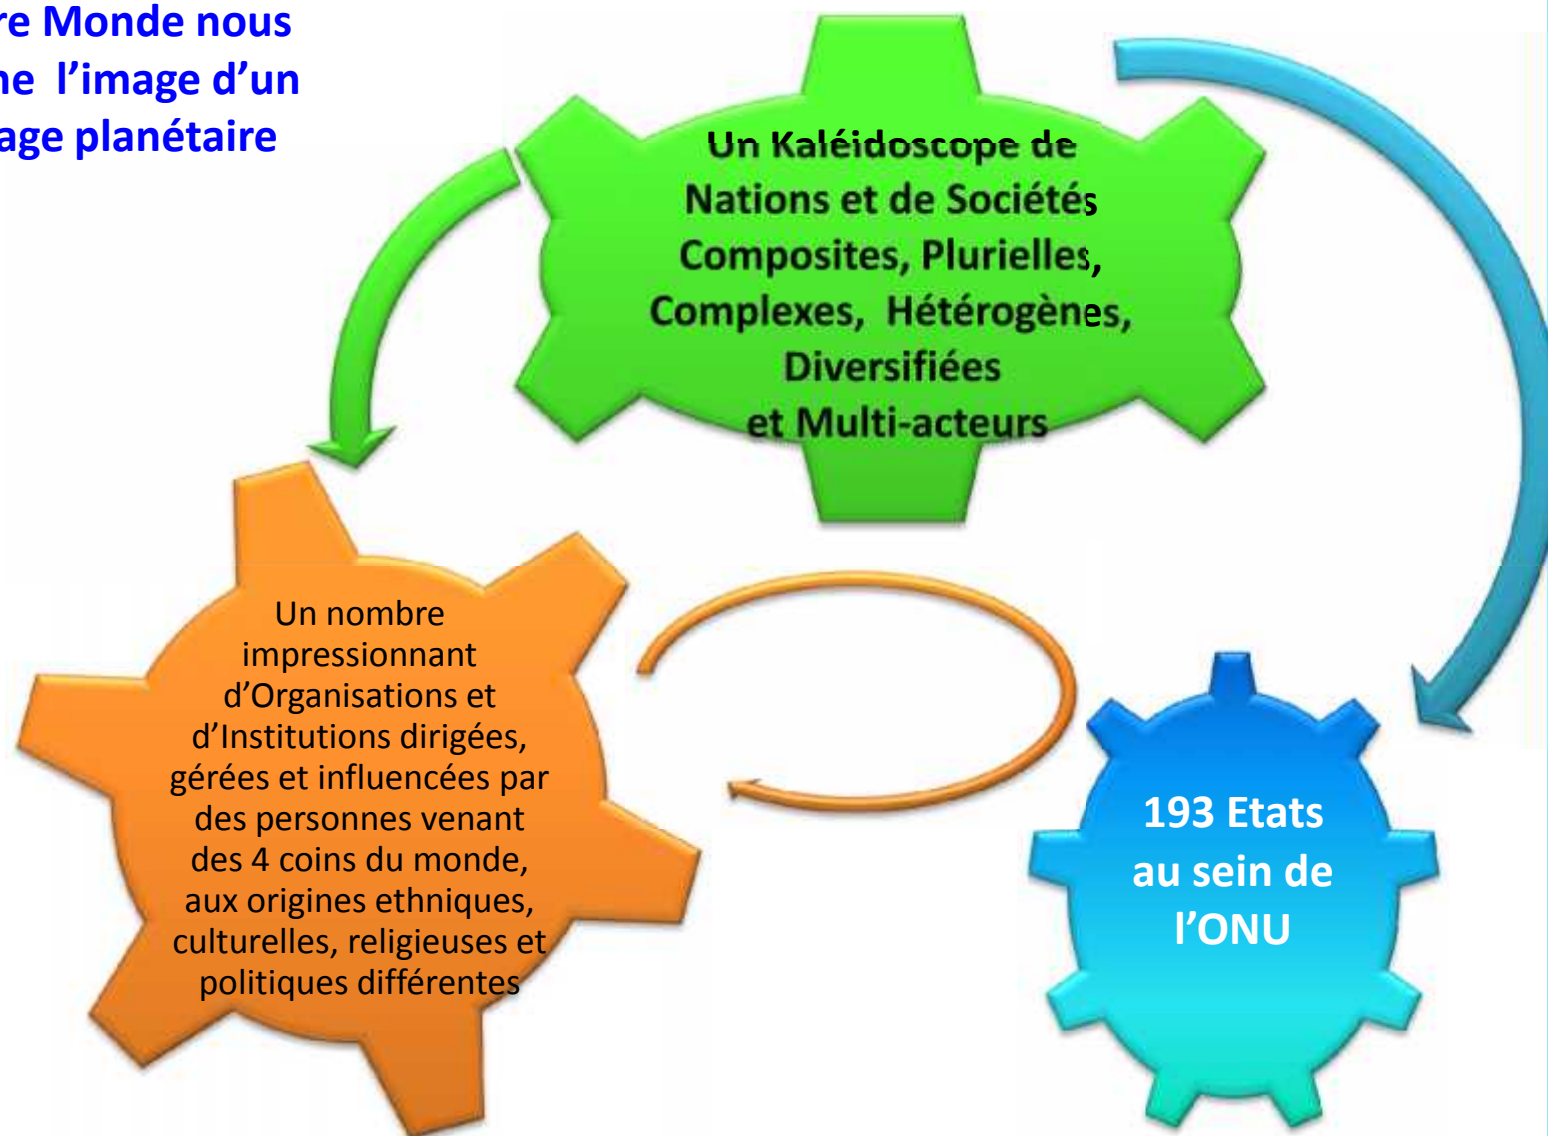 re Monde nous
ne l’image d’un
age planétaire
Un Kaléidoscope de
Nations et de Sociétés
Composites, Plurielles,
Complexes, Hétérogènes,
Diversifiées
et Multi-acteurs
Un nombre
impressionnant
d’Organisations et
d’Institutions dirigées,
gérées et influencées par
des personnes venant
des 4 coins du monde,
aux origines ethniques,
culturelles, religieuses et
politiques différentes
193 Etats
au sein de
l’ONU